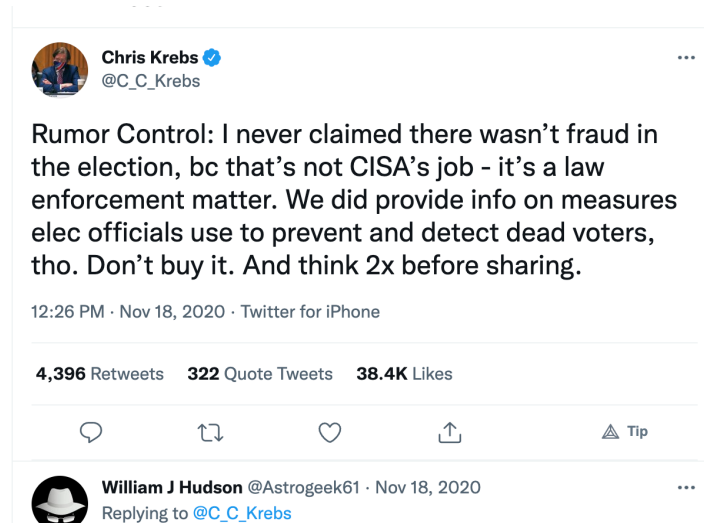 Chris Krebs
@C_C_Krebs
Rumor Control: I never claimed there wasn’t fraud in
the election, bc that’s not CISA’s job - it’s a law
enforcement matter. We did provide info on measures
elec officials use to prevent and detect dead voters,
tho. Don’t buy it. And think 2x before sharing.
12:26 PM · Nov 18, 2020 · Twitter for iPhone
4,396 Retweets 322 Quote Tweets 38.4K Likes
Tip
William J Hudson @Astrogeek61 · Nov 18, 2020
Replying to @C_C_Krebs